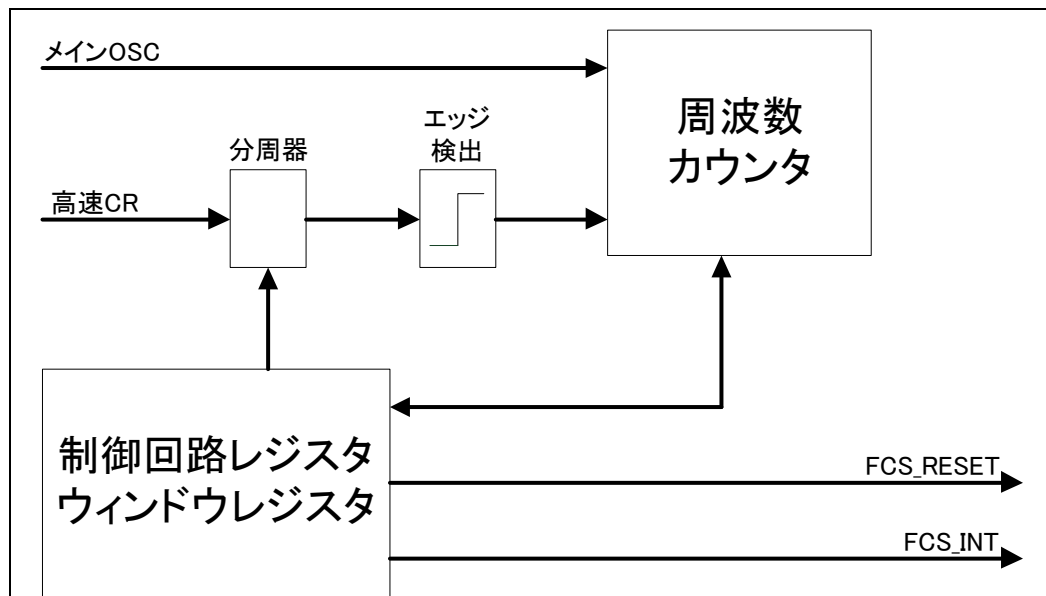 メインOSC
周波数
カウンタ
エッジ
検出
分周器
高速CR
制御回路レジスタ
ウィンドウレジスタ
FCS_RESET
FCS_INT